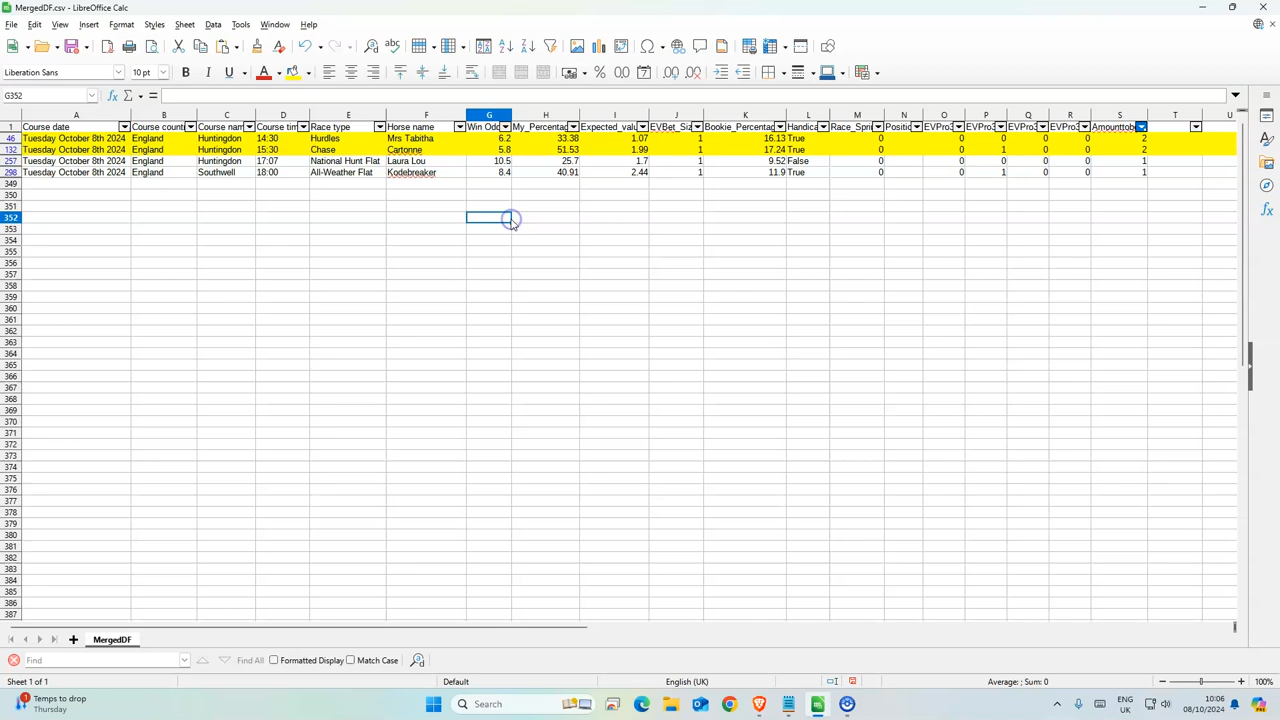 MergedDF.csv - LibreOffice Calc
File Edit View Insert Format Styles Sheet Data Tools Window Help
Liberation Sans 10 pt
G352
A B C D E F G H I J K L M N O P Q R S T U
1 Course date Course count Course nam Course tim Race type Horse name Win Odd My_Percentag Expected_valu EVBet_Siz Bookie_Percentag Handica Race_Spri Positio EVPro EVPro EVPro EVPro Amounttob
46 Tuesday October 8th 2024 England Huntingdon 14:30 Hurdles Mrs Tabitha 6.2 33.38 1.07 1 16.13 True 0 0 0 0 0 2
132 Tuesday October 8th 2024 England Huntingdon 15:30 Chase Cartonne 5.8 51.53 1.99 1 17.24 True 0 0 1 0 0 2
257 Tuesday October 8th 2024 England Huntingdon 17:07 National Hunt Flat Laura Lou 10.5 25.7 1.7 1 9.52 False 0 0 0 0 0 1
298 Tuesday October 8th 2024 England Southwell 18:00 All-Weather Flat Kodebreaker 8.4 40.91 2.44 1 11.9 True 0 0 1 0 0 1
349
350
351
352
353
354
355
356
357
358
359
360
361
362
363
364
365
366
367
368
369
370
371
372
373
374
375
376
377
378
379
380
381
382
383
384
385
386
387
MergedDF
Find Find All Formatted Display Match Case
Sheet 1 of 1 Default English (UK) Average: ; Sum: 0 100%
1 Temps to drop
Thursday
Search
ENG
UK
10:06
08/10/2024